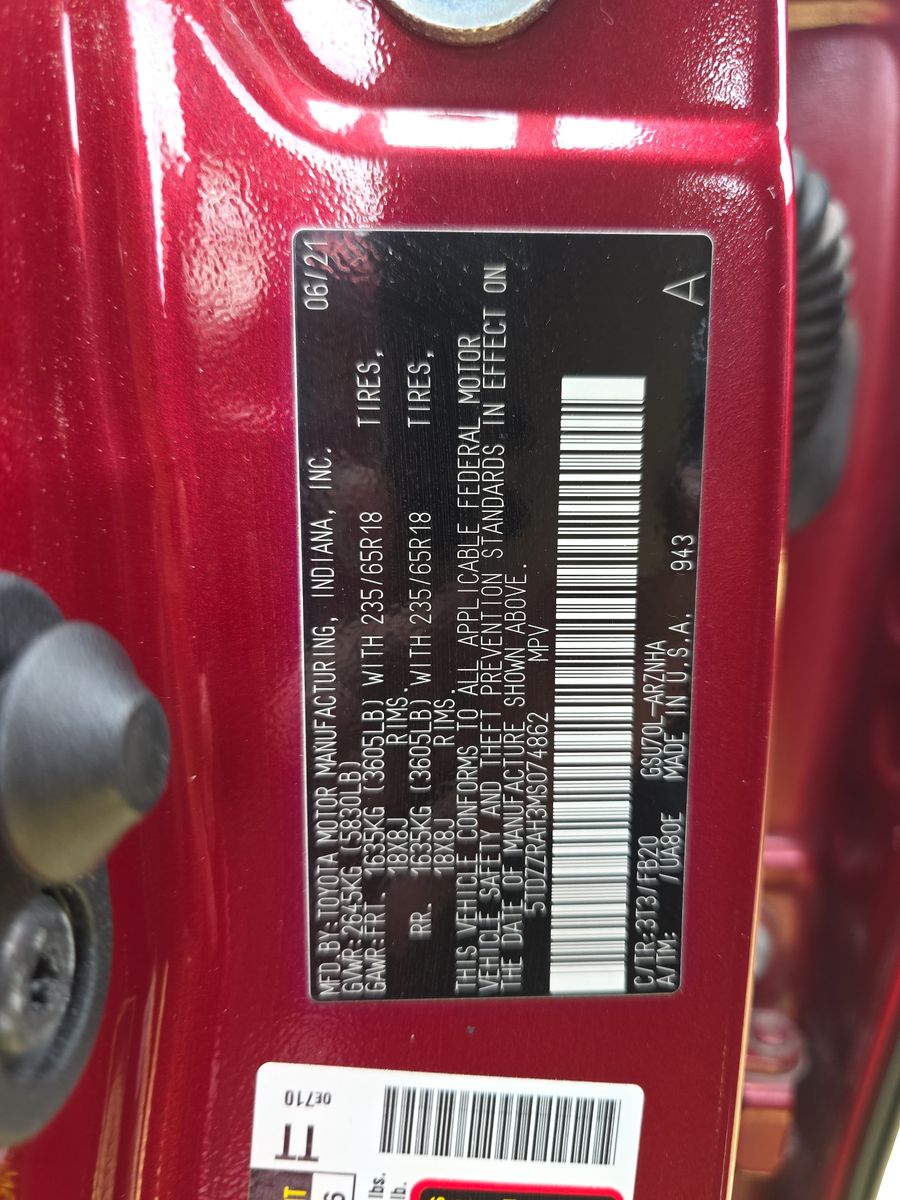 MFD.BY:TOYOTA MOTOR MANUFACTURING, INDIANA, INC. 06/21
GVWR:2645KG (5830LB)
GAWR:FRT 1635KG (3605LB) WITH 235/65R18 TIRES,
18X8J RIMS.
RR. 1635KG (3605LB) WITH 235/65R18 TIRES,
18X8J RIMS.
THIS VEHICLE CONFORMS TO ALL APPLICABLE FEDERAL MOTOR
VEHICLE SAFETY AND THEFT PREVENTION STANDARDS IN EFFECT ON
THE DATE OF MANUFACTURE SHOWN ABOVE.
5TDZZRAH3MS074862 MPV
C/TR:3T3/FB20 GSU70L-ARZNHA
A/TM: /UA80E MADE IN U.S.A. 943
A
0E710
TT
lbs.
lb.